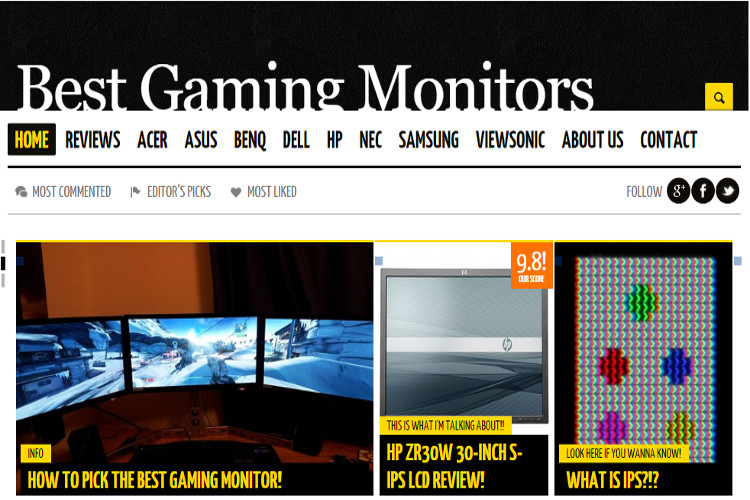 Best Gaming Monitors
HOME REVIEWS ACER ASUS BENQ DELL HP NEC SAMSUNG VIEWSONIC ABOUT US CONTACT
MOST COMMENTED EDITOR'S PICKS MOST LIKED FOLLOW g+ f
9.8!
OUR SCORE
hp
INFO
HOW TO PICK THE BEST GAMING MONITOR!
THIS IS WHAT I'M TALKING ABOUT!!
HP ZR30W 30-INCH S-
IPS LCD REVIEW!
LOOK HERE IF YOU WANNA KNOW!
WHAT IS IPS?!?